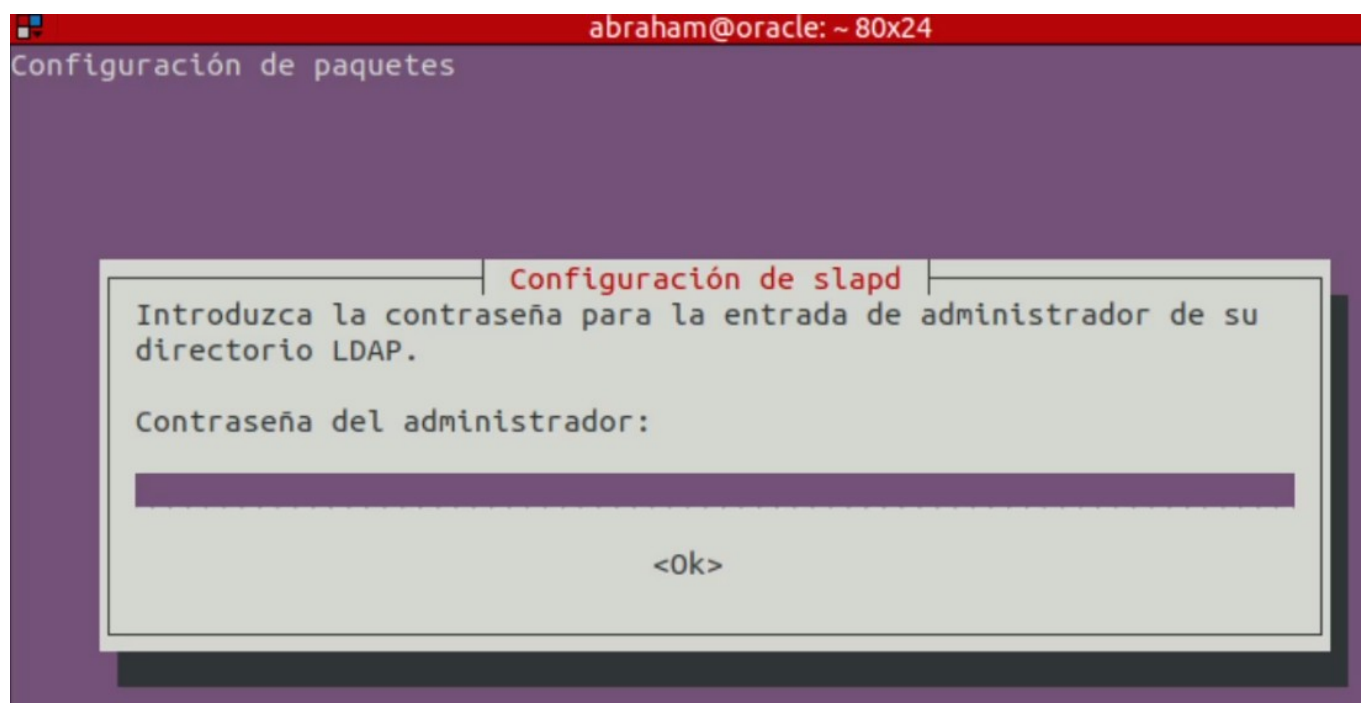 abraham@oracle: ~ 80x24
Configuración de paquetes
Configuración de slapd
Introduzca la contraseña para la entrada de administrador de su
directorio LDAP.
Contraseña del administrador:
<Ok>